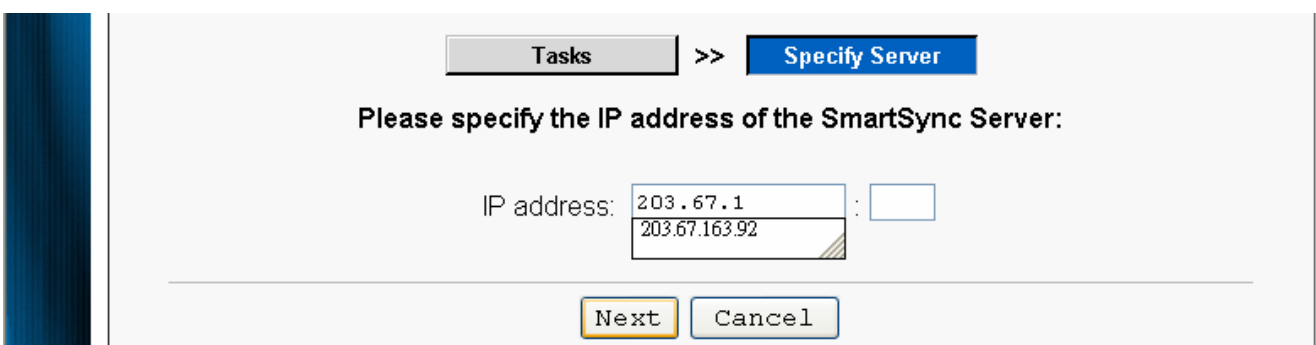 Tasks >> Specify Server
Please specify the IP address of the SmartSync Server:
IP address: 203.67.1 :
203.67.163.92
Next Cancel